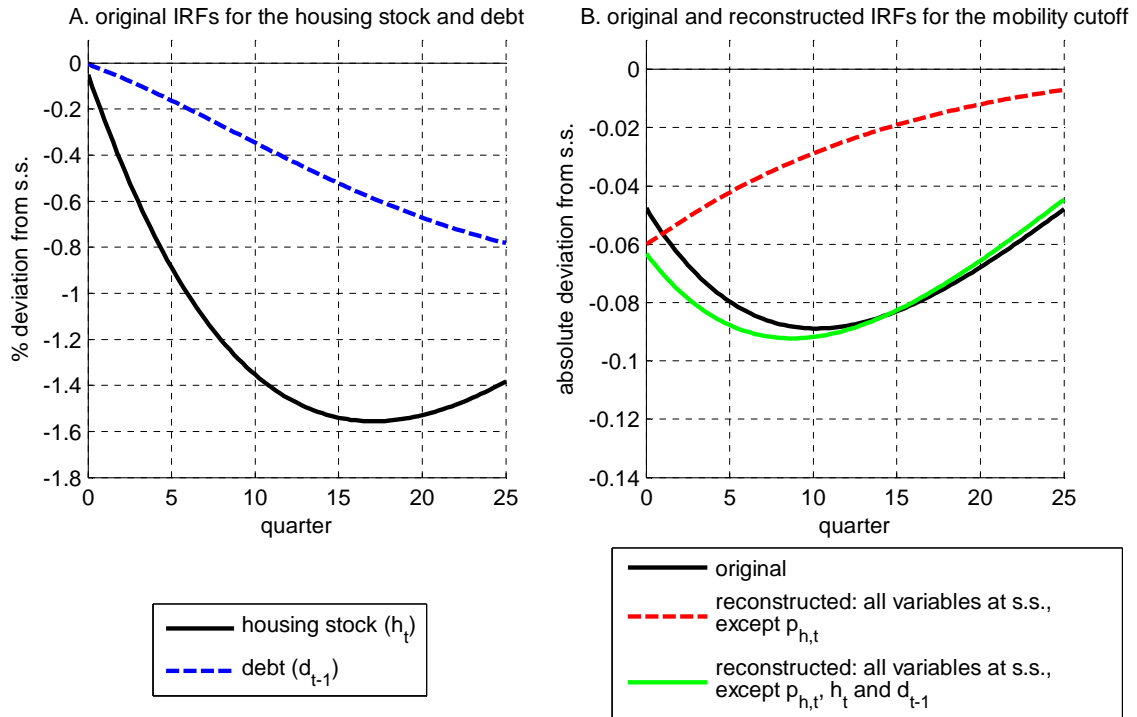 A. original IRFs for the housing stock and debt
0
-0.2
-0.4
-0.6
-0.8
-1
-1.2
-1.4
-1.6
-1.8
% deviation from s.s.
0 5 10 15 20 25
quarter
housing stock (h_t)
debt (d_{t-1})
B. original and reconstructed IRFs for the mobility cutoff
0
-0.02
-0.04
-0.06
-0.08
-0.1
-0.12
-0.14
absolute deviation from s.s.
0 5 10 15 20 25
quarter
original
reconstructed: all variables at s.s.,
except p_{h,t}
reconstructed: all variables at s.s.,
except p_{h,t}, h_t and d_{t-1}